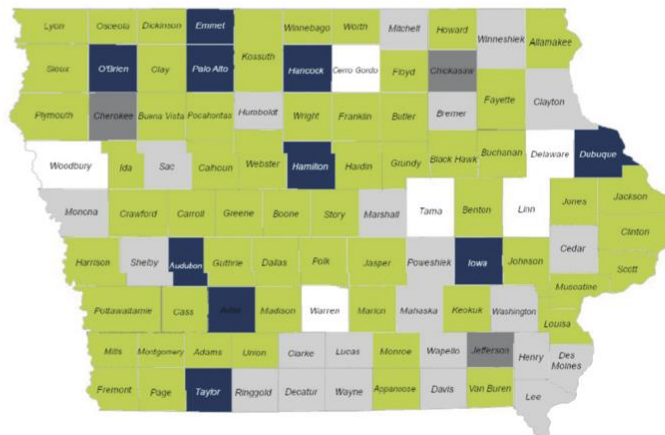 Lyon Osceola Dickinson Emmet Winnebago Worth Mitchell Howard Winneshiek Allamakee
Kossuth
Sioux O'Brien Clay Palo Alto Hancock Cerro Gordo Floyd Chickasaw
Fayette Clayton
Plymouth Cherokee Buena Vista Pocahontas Humboldt Wright Franklin Butler Bremer
Woodbury Ida Sac Calhoun Webster Hamilton Hardin Grundy Black Hawk Buchanan Delaware Dubuque
Jackson
Monona Crawford Carroll Greene Boone Story Marshall Tama Benton Linn Jones
Clinton
Harrison Shelby Audubon Guthrie Dallas Polk Jasper Poweshiek Iowa Johnson Cedar
Scott
Muscatine
Pottawattamie Cass Adair Madison Warren Marion Mahaska Keokuk Washington
Louisa
Mills Montgomery Adams Union Clarke Lucas Monroe Wapello Jefferson Henry Des
Moines
Fremont Page Taylor Ringgold Decatur Wayne Appanoose Davis Van Buren
Lee